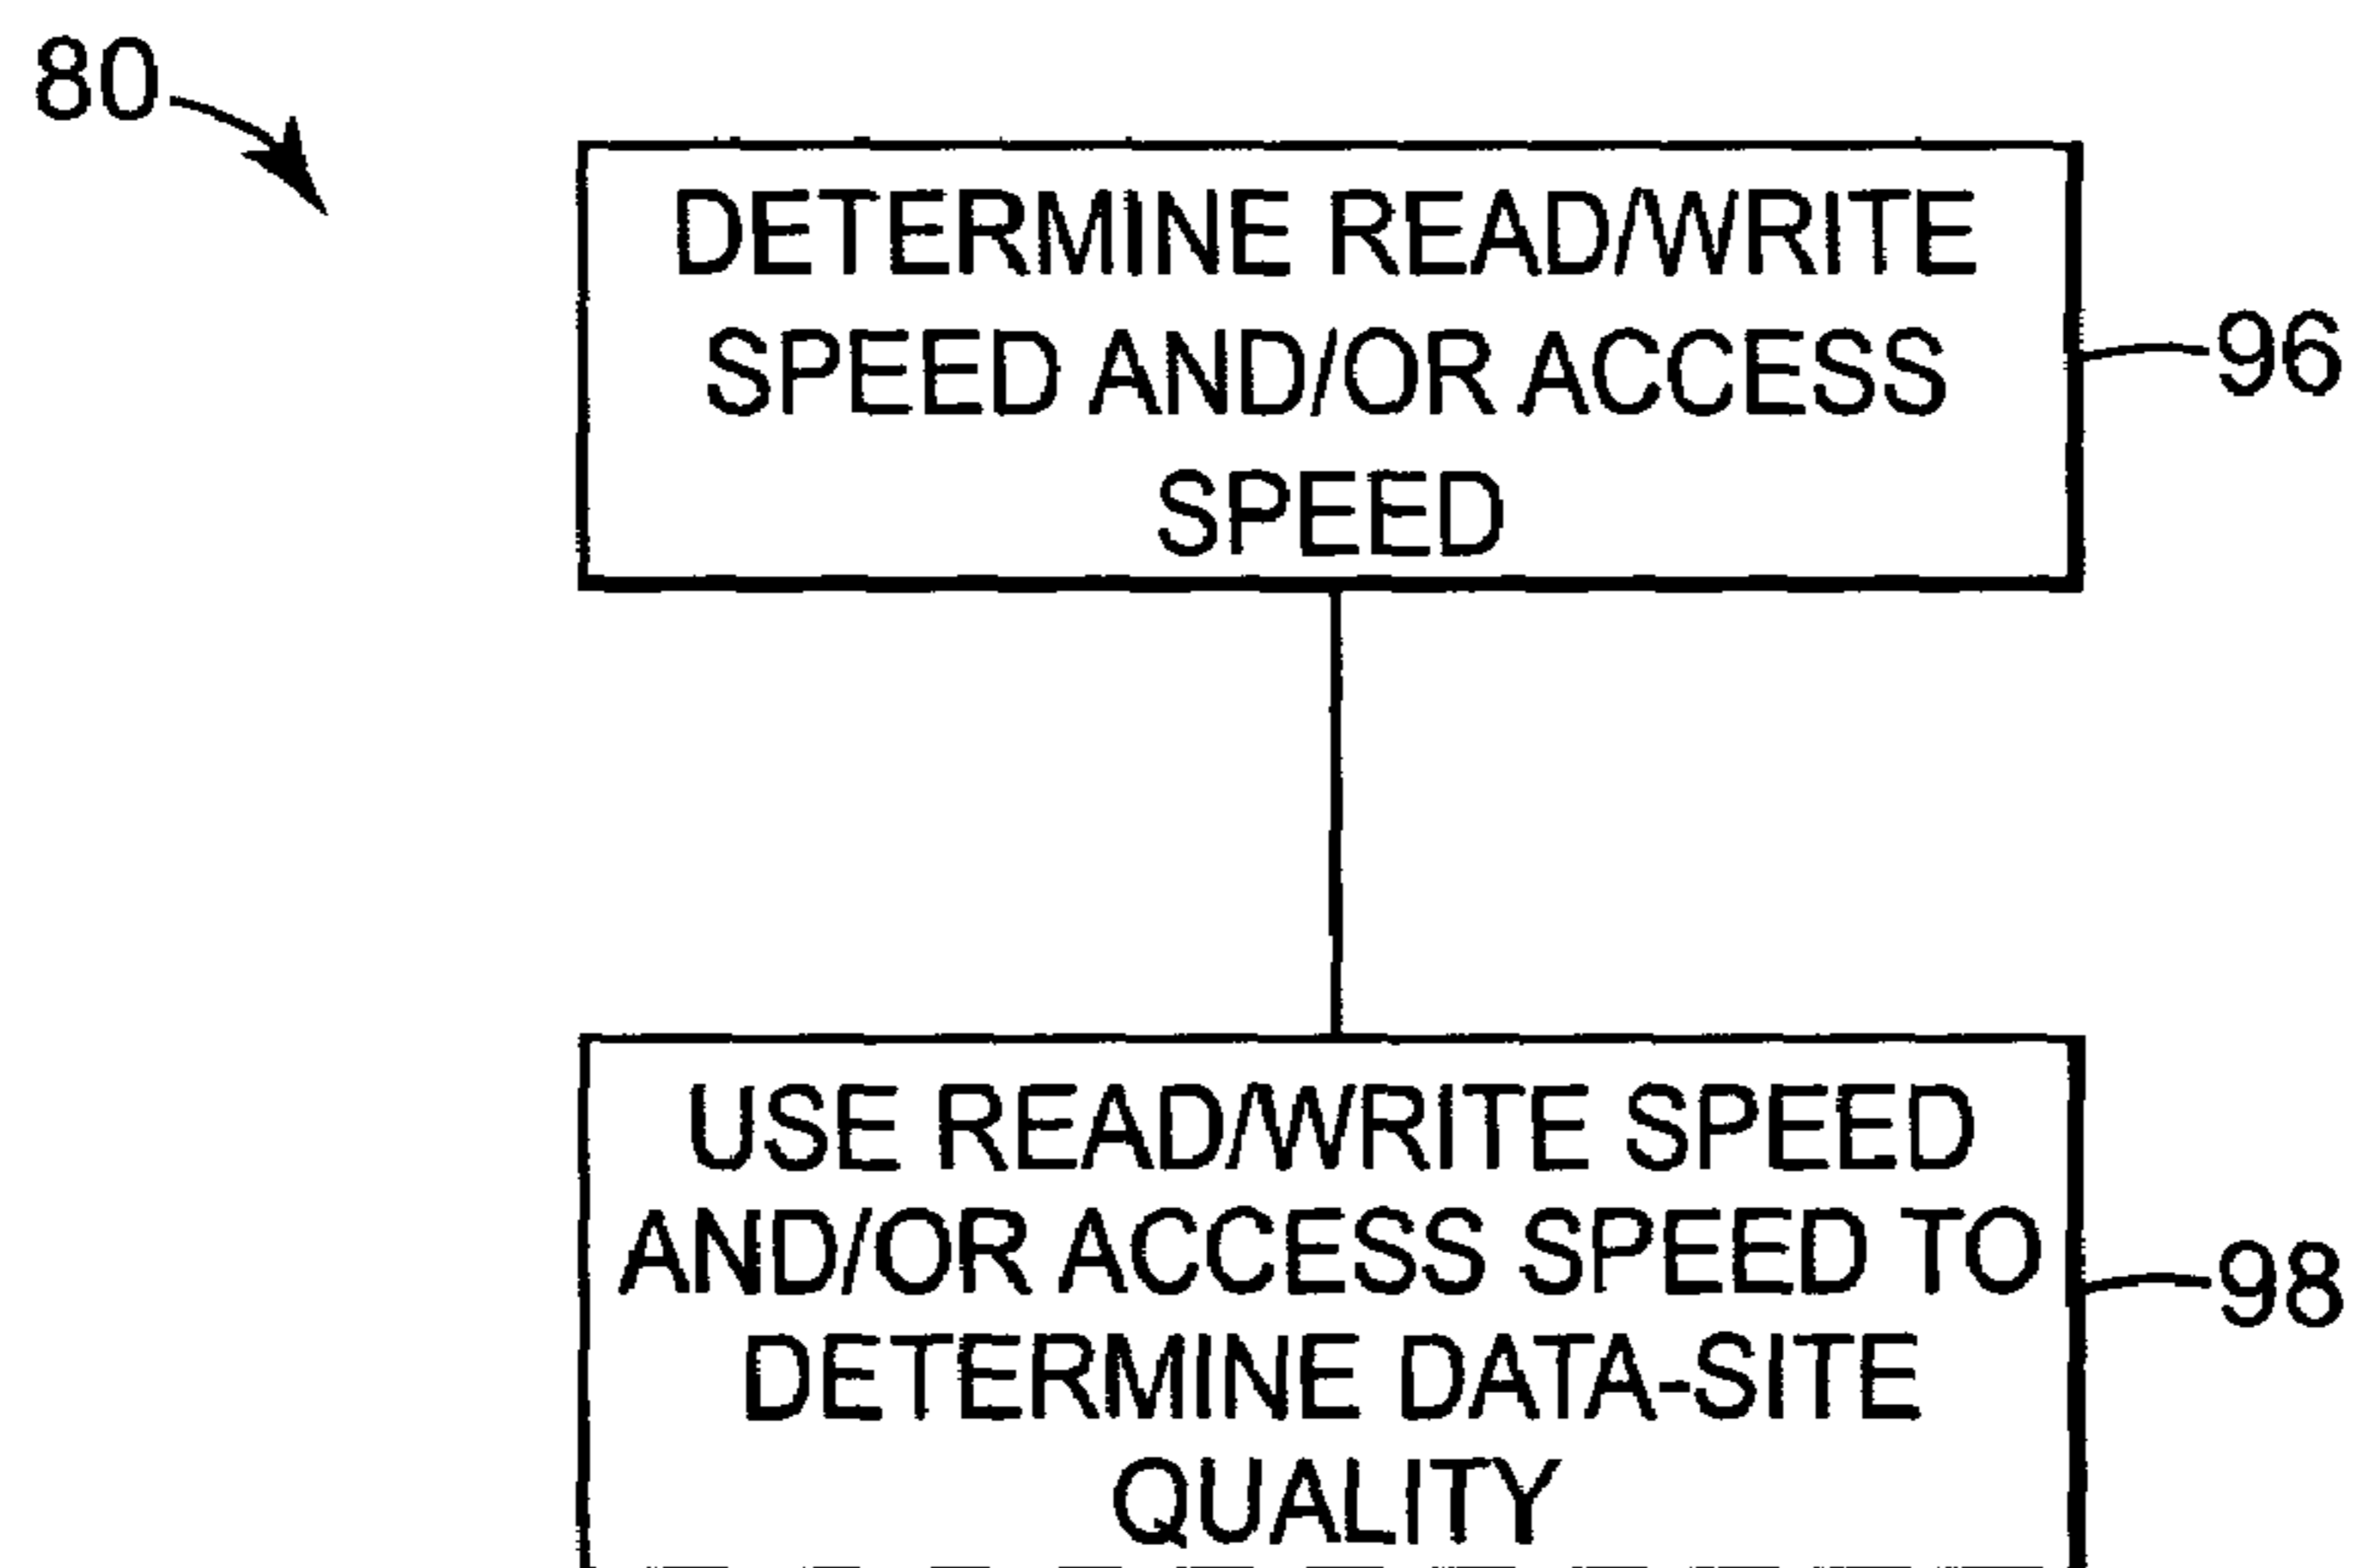 80
DETERMINE READ/WRITE
SPEED AND/OR ACCESS
SPEED
96
USE READ/WRITE SPEED
AND/OR ACCESS SPEED TO
DETERMINE DATA-SITE
QUALITY
98